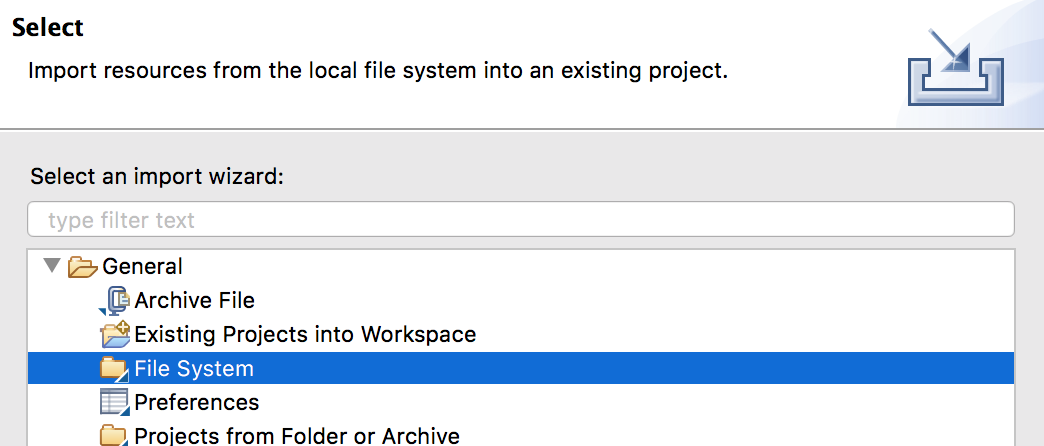 Select
Import resources from the local file system into an existing project.
Select an import wizard:
type filter text
General
Archive File
Existing Projects into Workspace
File System
Preferences
Projects from Folder or Archive